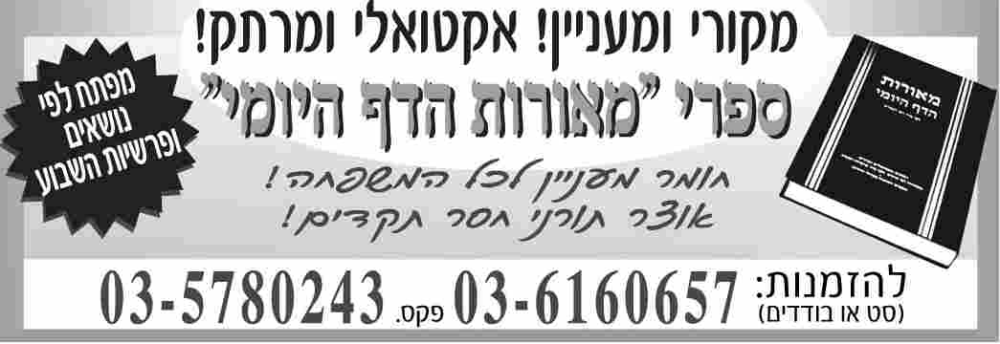 מקורי ומעניין! אקטואלי ומרתק!
ספרי "מאורות הדף היומי"
חומר מעניין לכל המשפחה!
אוצר תורני חסר תקדים!
מפתח לפי
נושאים
ופרשיות השבוע
מאורות
הדף היומי
להזמנות: 03-6160657 פקס. 03-5780243
(סט או בודדים)